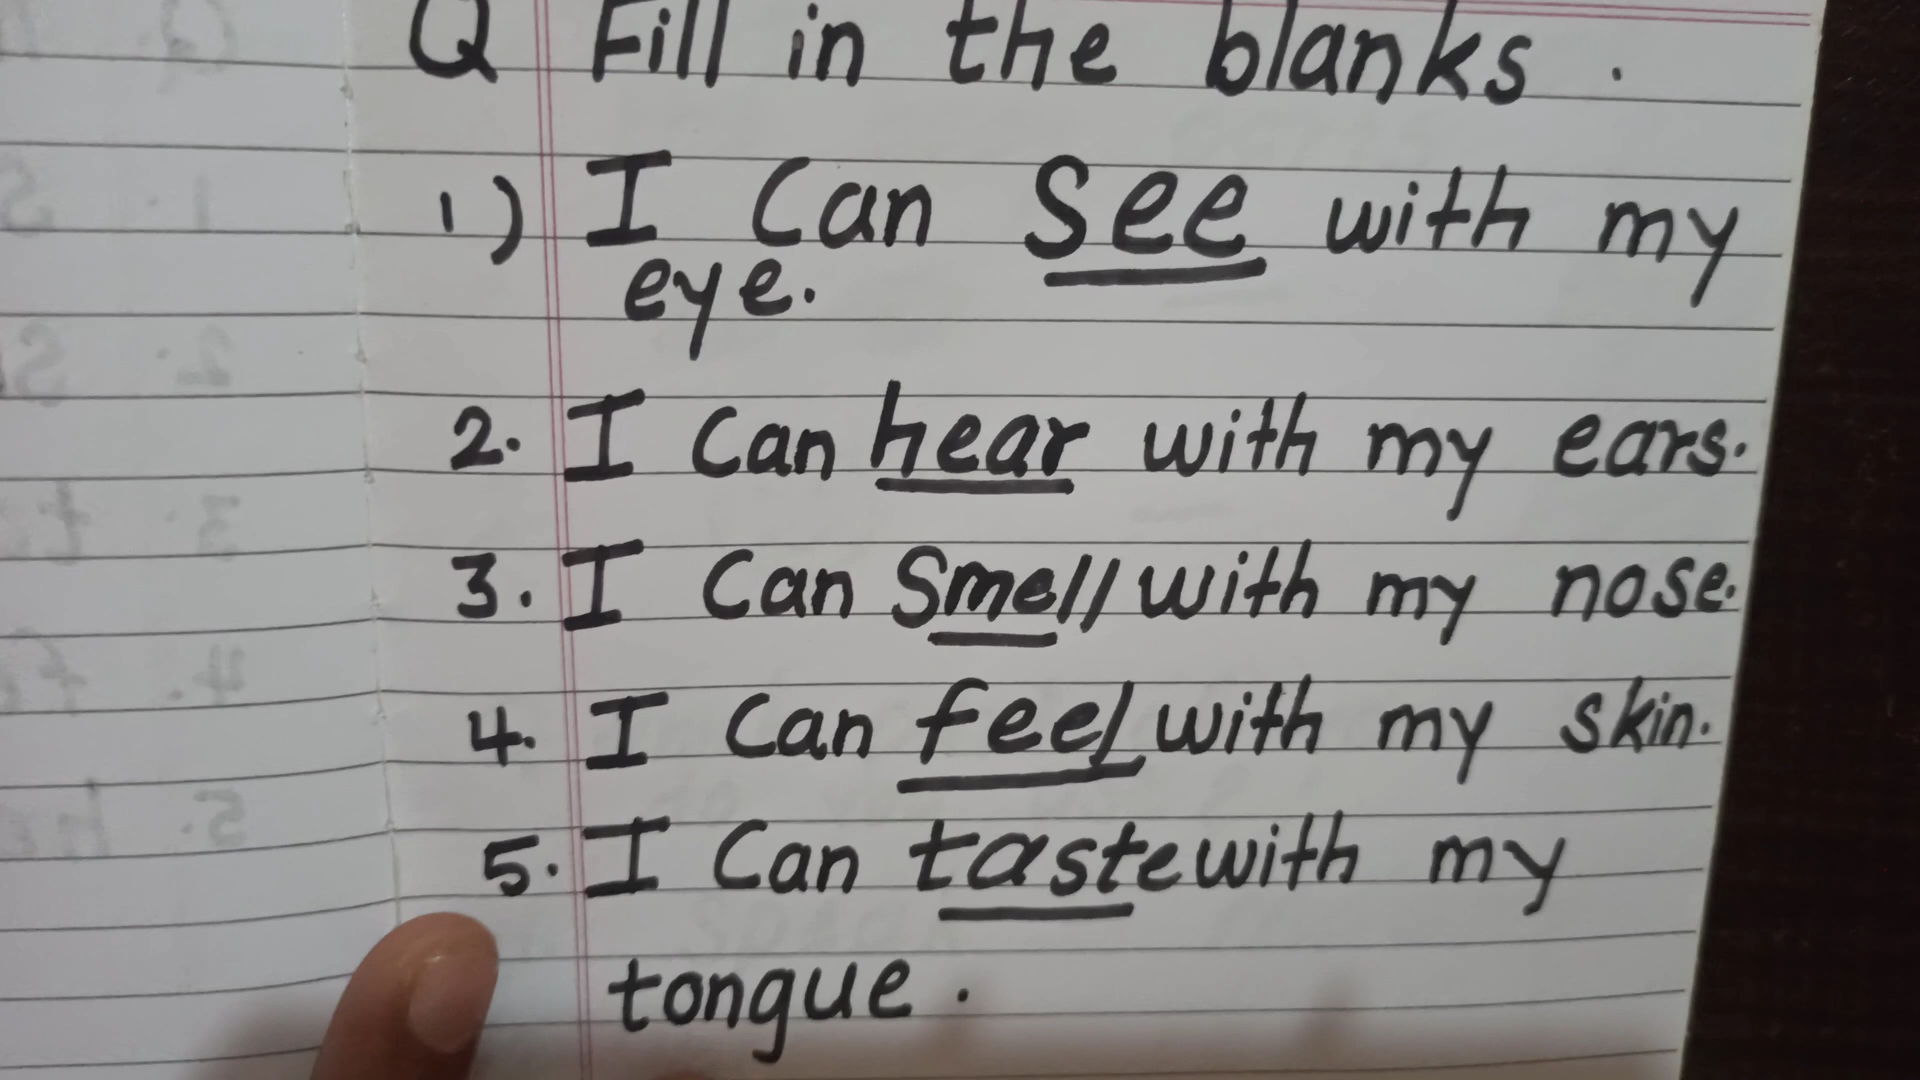 Q Fill in the blanks.
1) I can see with my
eye.
2. I can hear with my ears.
3. I can smell with my nose.
4. I can feel with my skin.
5. I can taste with my
tongue.